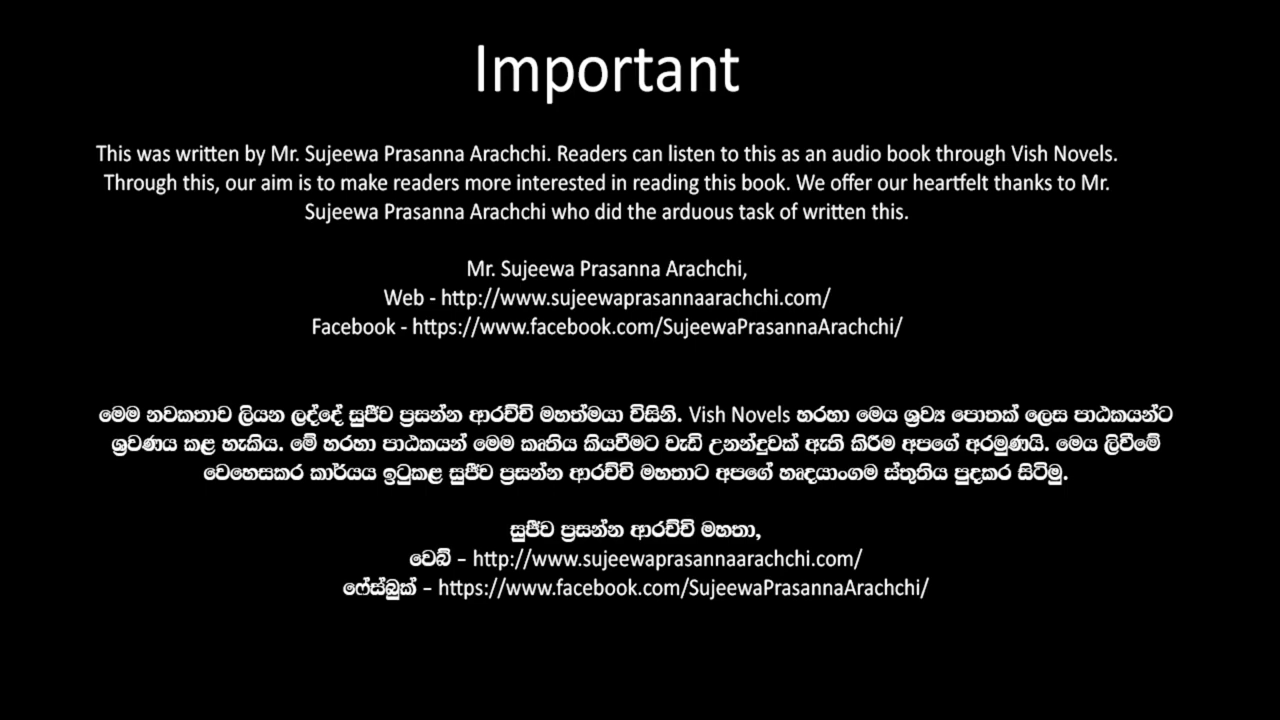 Important
This was written by Mr. Sujeewa Prasanna Arachchi. Readers can listen to this as an audio book through Vish Novels.
Through this, our aim is to make readers more interested in reading this book. We offer our heartfelt thanks to Mr.
Sujeewa Prasanna Arachchi who did the arduous task of written this.
Mr. Sujeewa Prasanna Arachchi,
Web - http://www.sujeewaprasannaarachchi.com/
Facebook - https://www.facebook.com/SujeewaPrasannaArachchi/
මෙම නවකතාව ලියන ලද්දේ සුජීව ප්‍රසන්න ආරච්චි මහත්මයා විසිනි. Vish Novels හරහා මෙය ශ්‍රව්‍ය පොතක් ලෙස පාඨකයන්ට
ශ්‍රවණය කළ හැකිය. මේ හරහා පාඨකයන් මෙම කෘතිය කියවීමට වැඩි උනන්දුවක් ඇති කිරීම අපගේ අරමුණයි. මෙය ලිවීමේ
වෙහෙසකර කාර්යය ඉටුකළ සුජීව ප්‍රසන්න ආරච්චි මහතාට අපගේ හෘදයාංගම ස්තුතිය පුදකර සිටිමු.
සුජීව ප්‍රසන්න ආරච්චි මහතා,
වෙබ් – http://www.sujeewaprasannaarachchi.com/
ෆේස්බුක් – https://www.facebook.com/SujeewaPrasannaArachchi/